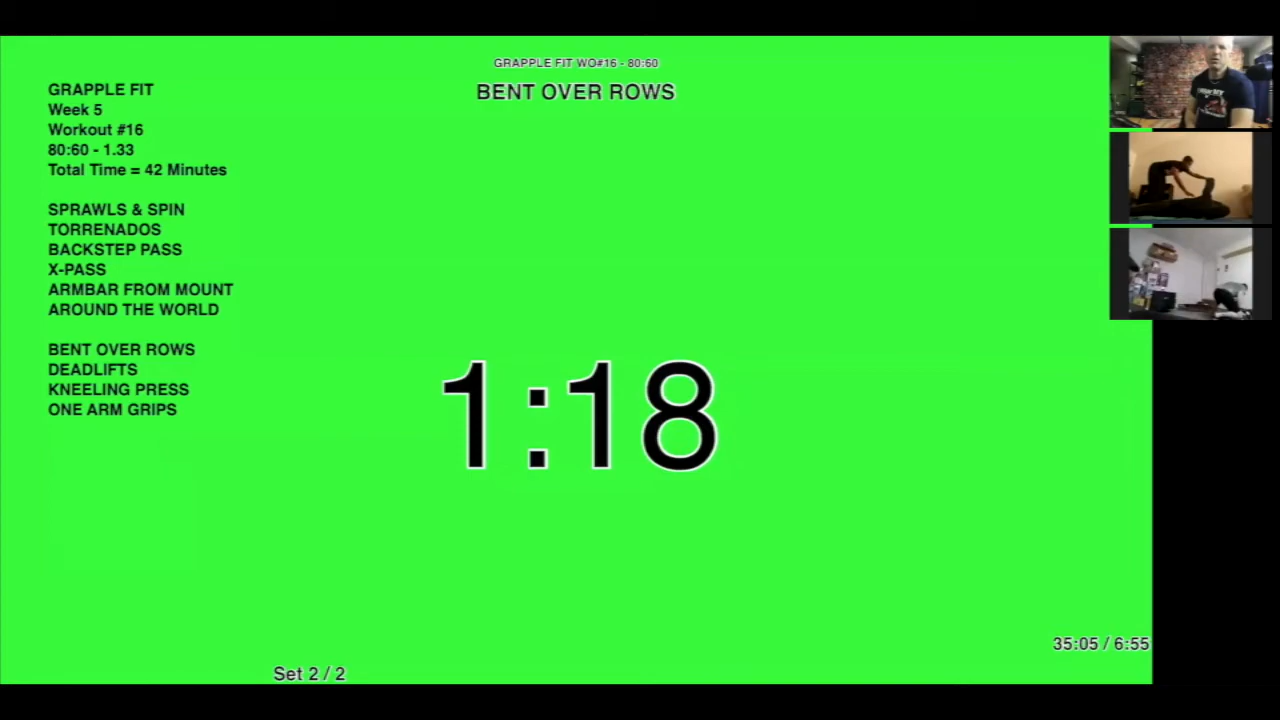 GRAPPLE FIT WO#16 - 80:60
BENT OVER ROWS
GRAPPLE FIT
Week 5
Workout #16
80:60 - 1.33
Total Time = 42 Minutes
SPRAWLS & SPIN
TORRENADOS
BACKSTEP PASS
X-PASS
ARMBAR FROM MOUNT
AROUND THE WORLD
BENT OVER ROWS
DEADLIFTS
KNEELING PRESS
ONE ARM GRIPS
1:18
35:05 / 6:55
Set 2 / 2